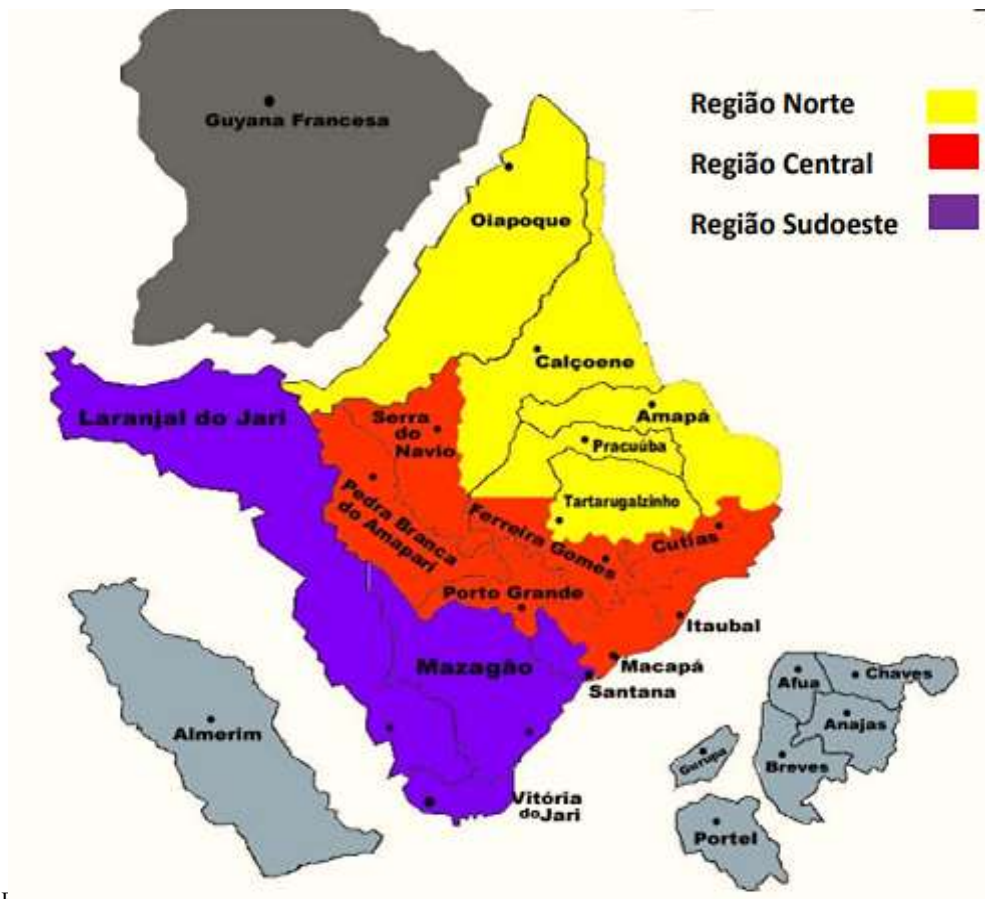 Guyana Francesa
Região Norte
Região Central
Região Sudoeste
Oiapoque
Calçoene
Laranjal do Jari
Serra
do
Navio
Amapá
Pracuúba
Tartarugalzinho
Pedra Branca
do Amapari
Ferreira Gomes
Cutias
Porto Grande
Itaubal
Mazagão
Macapá
Santana
Almerim
Afua
Chaves
Anajas
Gurupa
Breves
Vitória
do Jari
Portel